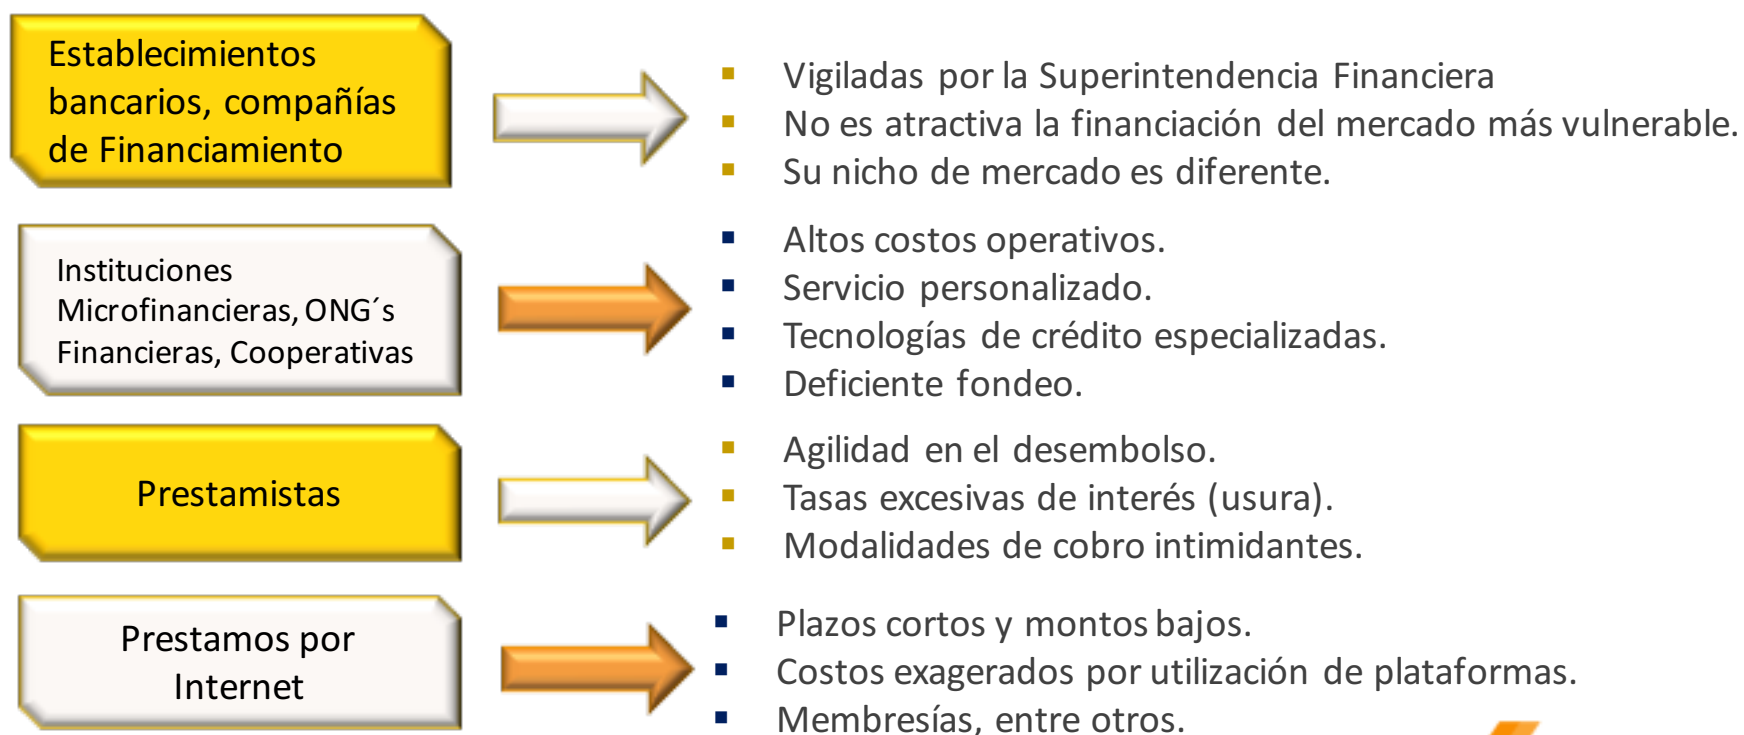 Establecimientos
bancarios, compañías
de Financiamiento
Vigiladas por la Superintendencia Financiera
No es atractiva la financiación del mercado más vulnerable.
Su nicho de mercado es diferente.
Instituciones
Microfinancieras, ONG´s
Financieras, Cooperativas
Altos costos operativos.
Servicio personalizado.
Tecnologías de crédito especializadas.
Deficiente fondeo.
Prestamistas
Agilidad en el desembolso.
Tasas excesivas de interés (usura).
Modalidades de cobro intimidantes.
Prestamos por
Internet
Plazos cortos y montos bajos.
Costos exagerados por utilización de plataformas.
Membresías, entre otros.